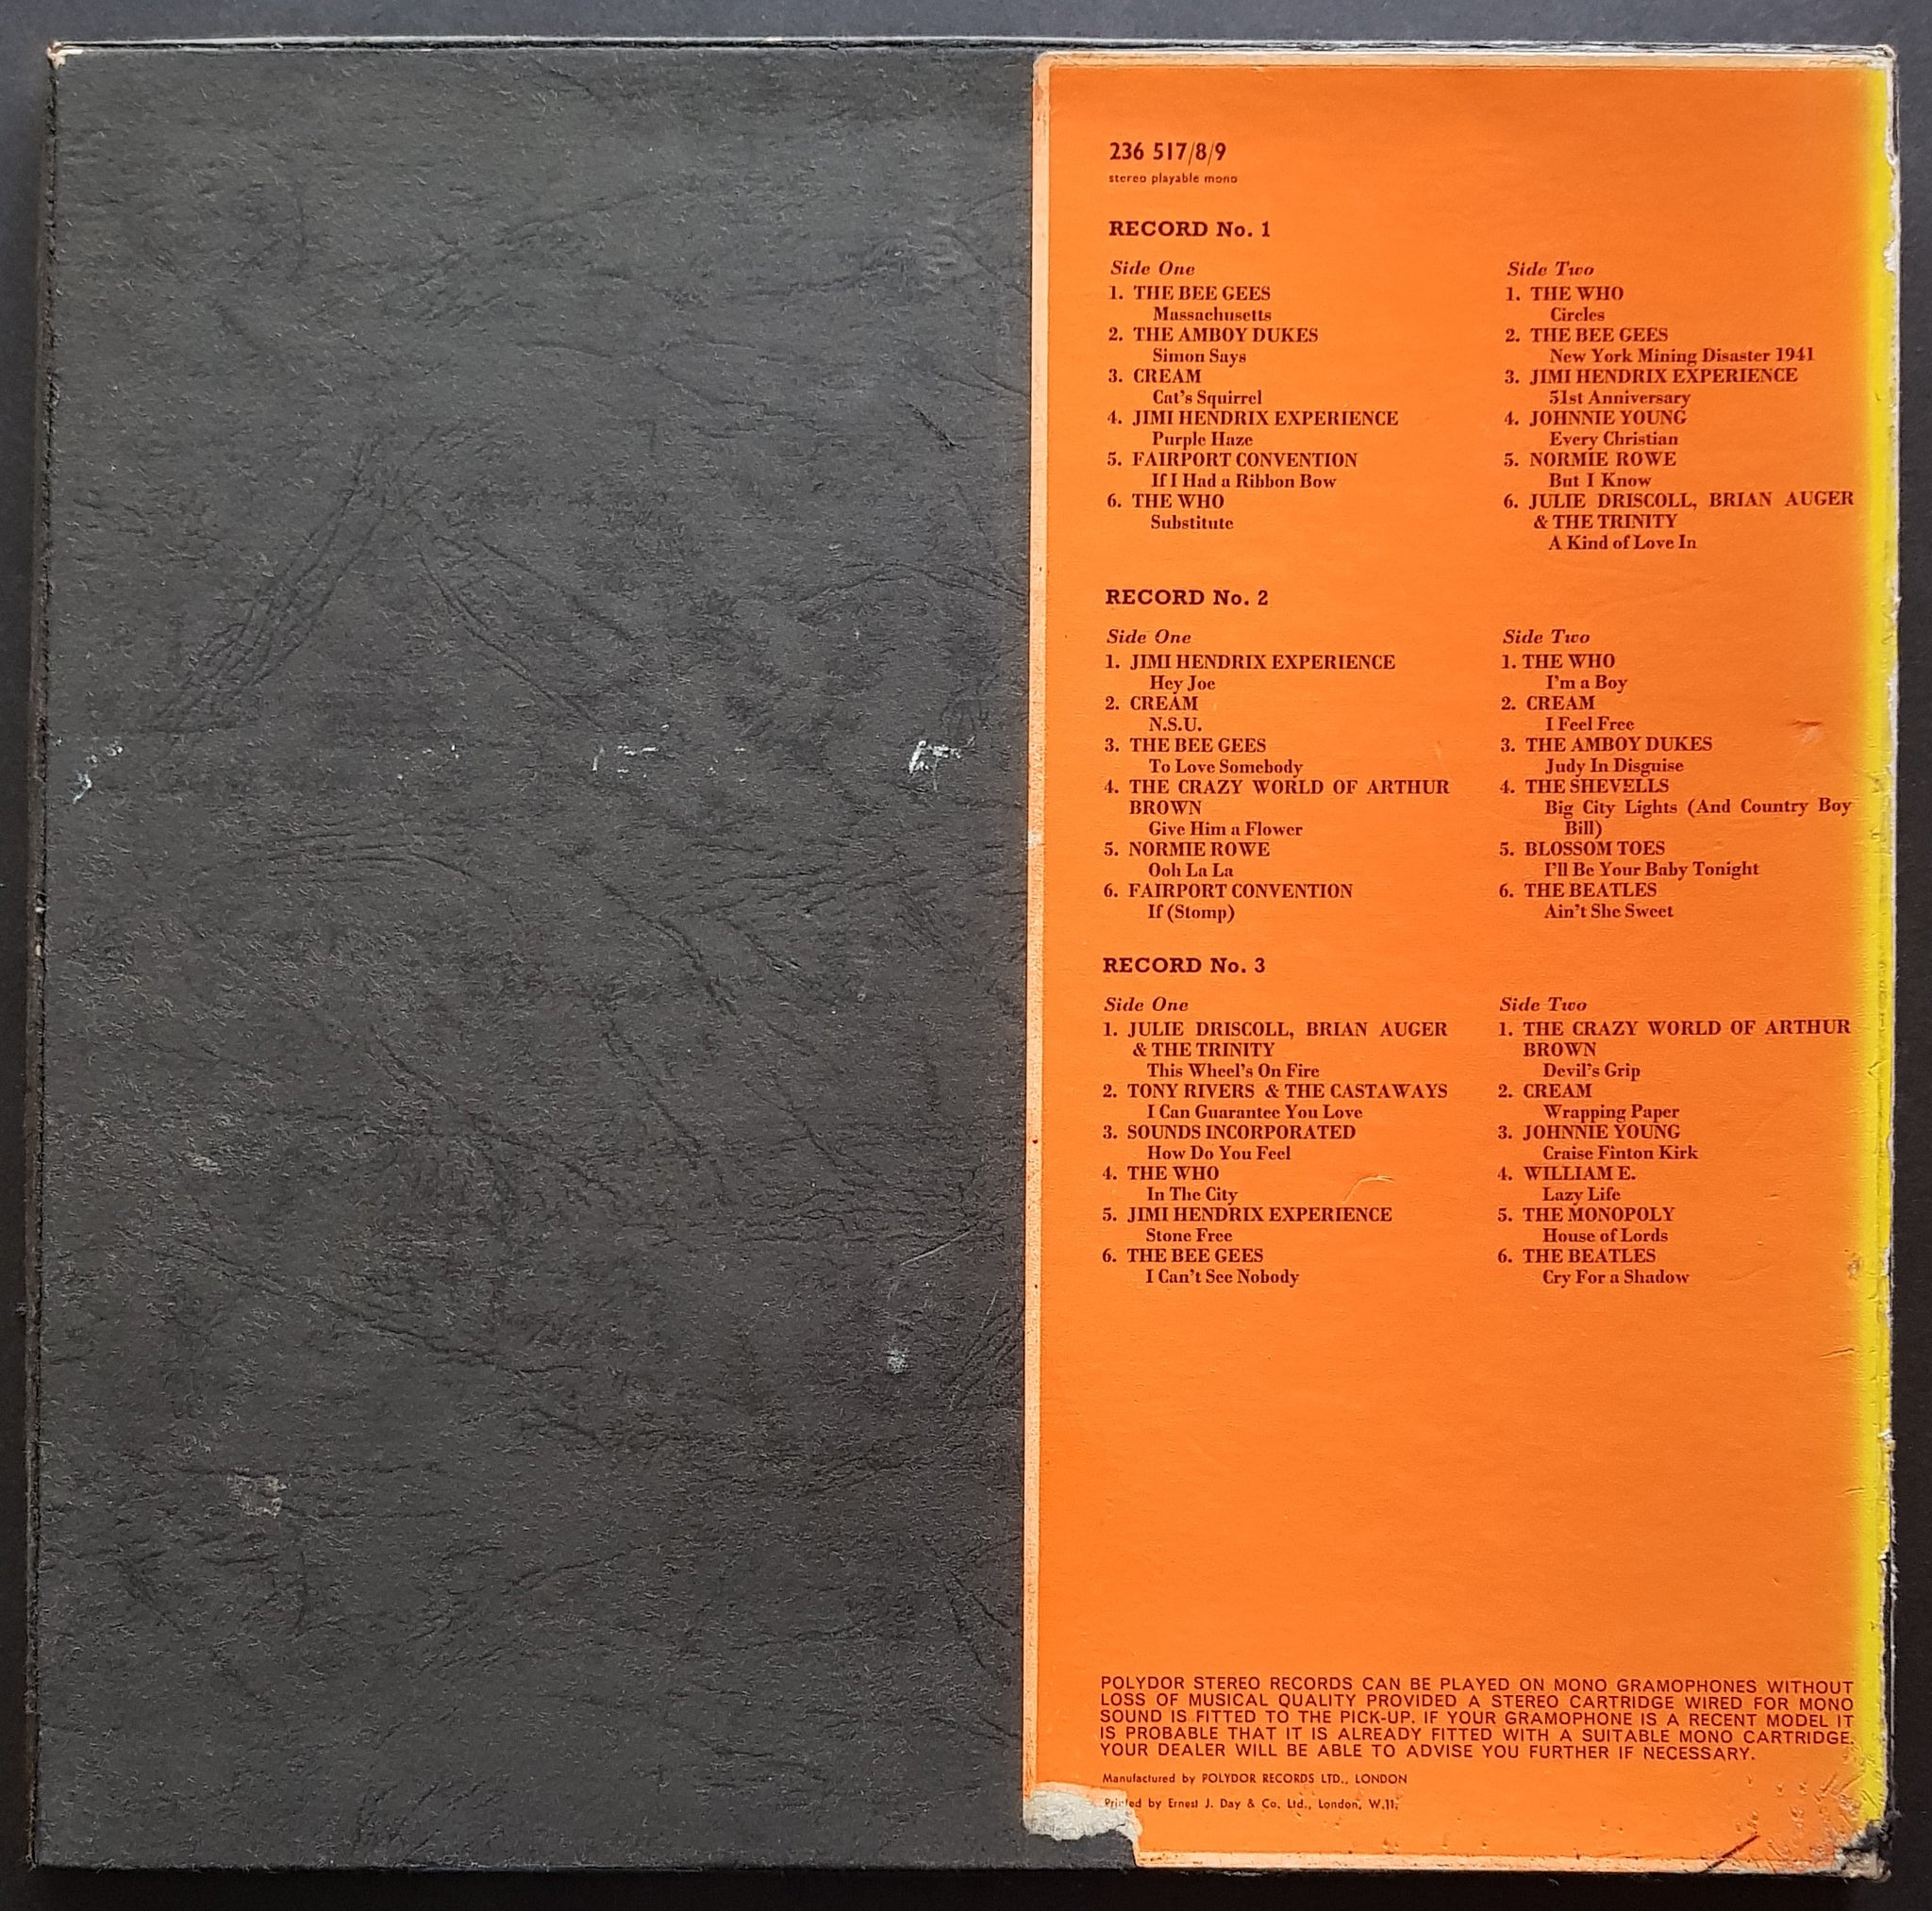 236 517/8/9
stereo playable mono
RECORD No. 1
Side One
1. THE BEE GEES
Massachusetts
2. THE AMBOY DUKES
Simon Says
3. CREAM
Cat's Squirrel
4. JIMI HENDRIX EXPERIENCE
Purple Haze
5. FAIRPORT CONVENTION
If I Had a Ribbon Bow
6. THE WHO
Substitute
Side Two
1. THE WHO
Circles
2. THE BEE GEES
New York Mining Disaster 1941
3. JIMI HENDRIX EXPERIENCE
51st Anniversary
4. JOHNNIE YOUNG
Every Christian
5. NORMIE ROWE
But I Know
6. JULIE DRISCOLL, BRIAN AUGER
& THE TRINITY
A Kind of Love In
RECORD No. 2
Side One
1. JIMI HENDRIX EXPERIENCE
Hey Joe
2. CREAM
N.S.U.
3. THE BEE GEES
To Love Somebody
4. THE CRAZY WORLD OF ARTHUR
BROWN
Give Him a Flower
5. NORMIE ROWE
Ooh La La
6. FAIRPORT CONVENTION
If (Stomp)
Side Two
1. THE WHO
I'm a Boy
2. CREAM
I Feel Free
3. THE AMBOY DUKES
Judy In Disguise
4. THE SHEVELLS
Big City Lights (And Country Boy
Bill)
5. BLOSSOM TOES
I'll Be Your Baby Tonight
6. THE BEATLES
Ain't She Sweet
RECORD No. 3
Side One
1. JULIE DRISCOLL, BRIAN AUGER
& THE TRINITY
This Wheel's On Fire
2. TONY RIVERS & THE CASTAWAYS
I Can Guarantee You Love
3. SOUNDS INCORPORATED
How Do You Feel
4. THE WHO
In The City
5. JIMI HENDRIX EXPERIENCE
Stone Free
6. THE BEE GEES
I Can't See Nobody
Side Two
1. THE CRAZY WORLD OF ARTHUR
BROWN
Devil's Grip
2. CREAM
Wrapping Paper
3. JOHNNIE YOUNG
Craise Finton Kirk
4. WILLIAM E.
Lazy Life
5. THE MONOPOLY
House of Lords
6. THE BEATLES
Cry For a Shadow
POLYDOR STEREO RECORDS CAN BE PLAYED ON MONO GRAMOPHONES WITHOUT
LOSS OF MUSICAL QUALITY PROVIDED A STEREO CARTRIDGE WIRED FOR MONO
SOUND IS FITTED TO THE PICK-UP. IF YOUR GRAMOPHONE IS A RECENT MODEL IT
IS PROBABLE THAT IT IS ALREADY FITTED WITH A SUITABLE MONO CARTRIDGE.
YOUR DEALER WILL BE ABLE TO ADVISE YOU FURTHER IF NECESSARY.
Manufactured by POLYDOR RECORDS LTD., LONDON
Printed by Ernest J. Day & Co. Ltd., London, W.11.